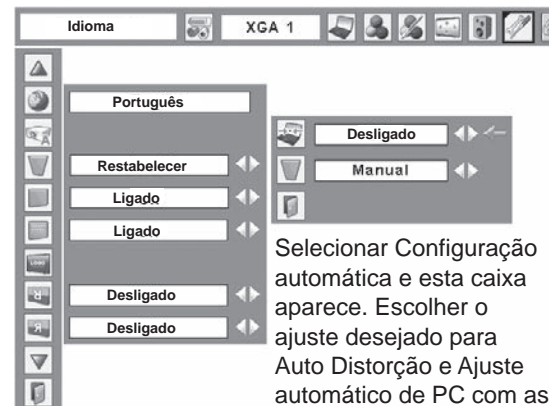 Idioma
XGA 1
Português
Restabelecer
Ligado
Ligado
Desligado
Desligado
Desligado
Manual
Selecionar Configuração
automática e esta caixa
aparece. Escolher o
ajuste desejado para
Auto Distorção e Ajuste
automático de PC com as